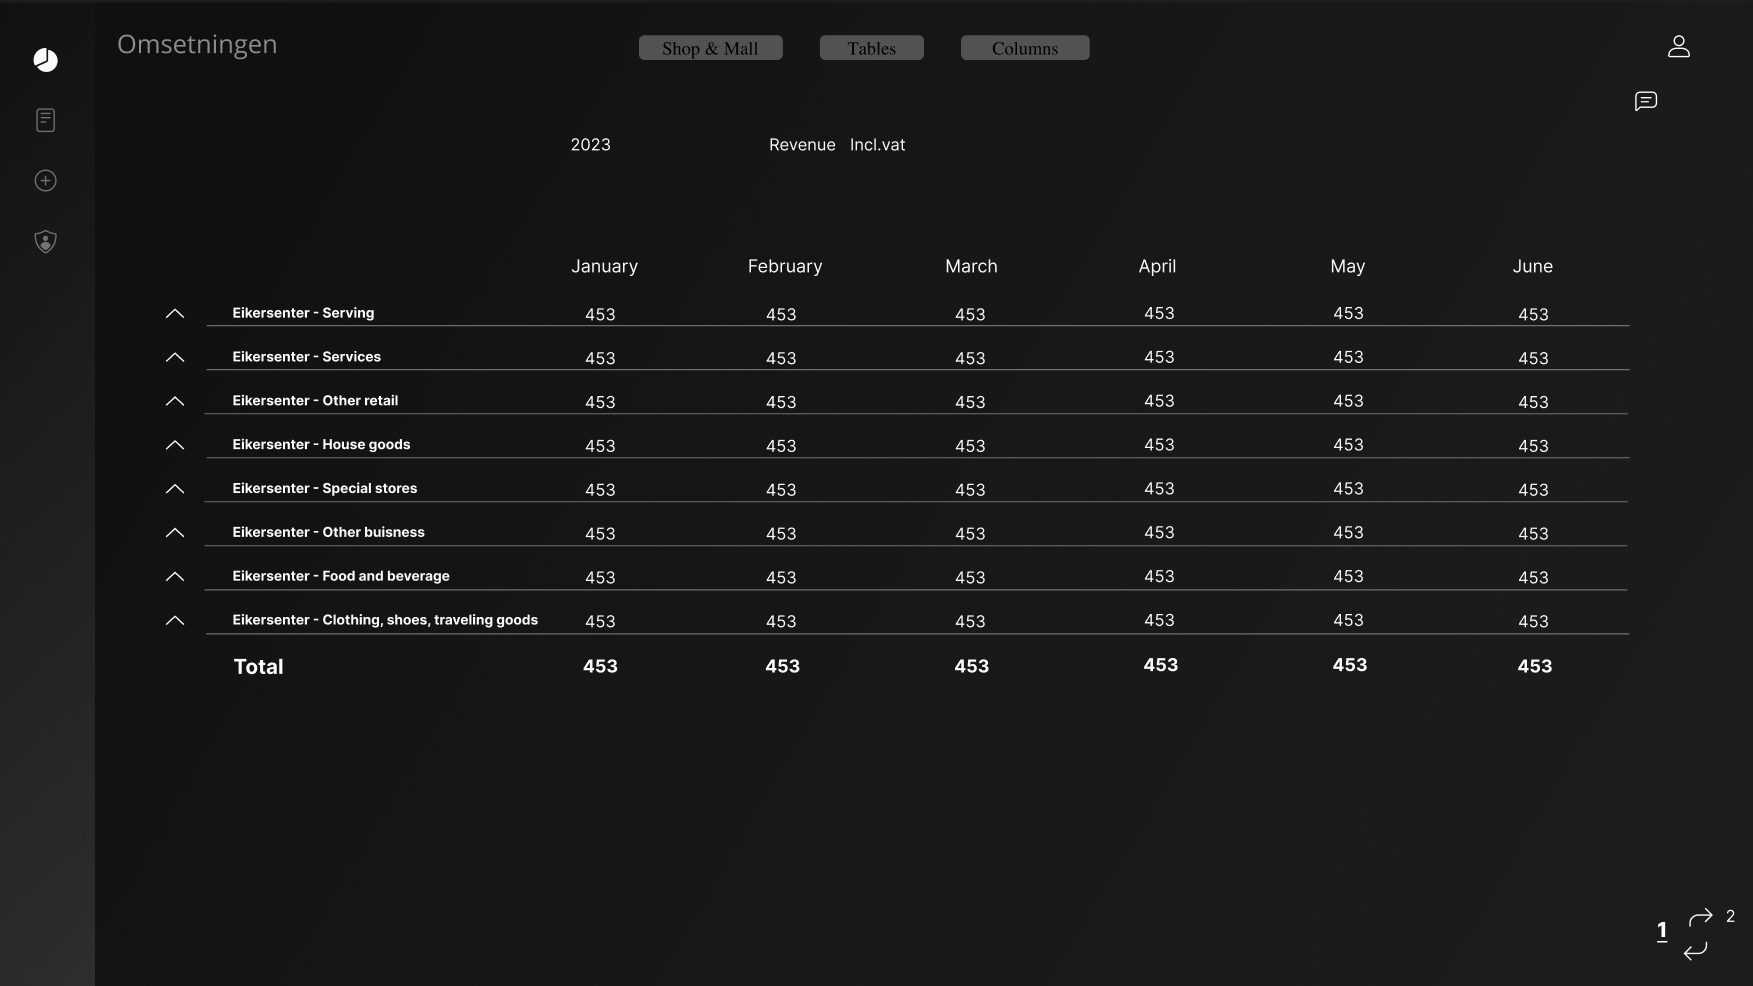 Omsetningen
Shop & Mall Tables Columns
2023 Revenue Incl.vat
January February March April May June
Eikersenter - Serving 453 453 453 453 453 453
Eikersenter - Services 453 453 453 453 453 453
Eikersenter - Other retail 453 453 453 453 453 453
Eikersenter - House goods 453 453 453 453 453 453
Eikersenter - Special stores 453 453 453 453 453 453
Eikersenter - Other buisness 453 453 453 453 453 453
Eikersenter - Food and beverage 453 453 453 453 453 453
Eikersenter - Clothing, shoes, traveling goods 453 453 453 453 453 453
Total 453 453 453 453 453 453
1 2